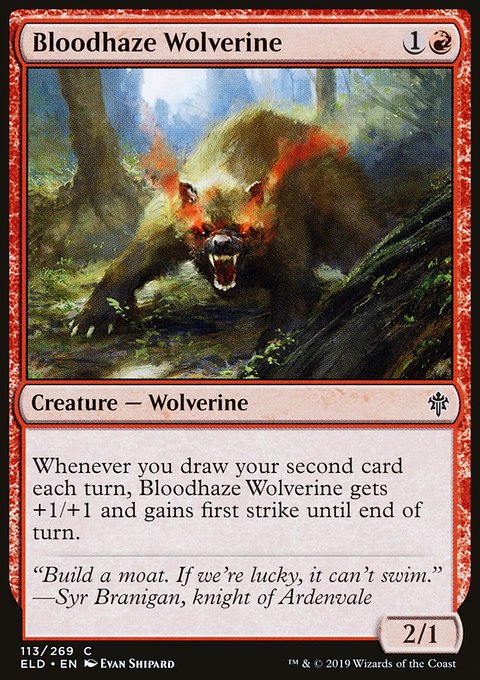 Bloodhaze Wolverine 1
Creature — Wolverine
Whenever you draw your second card
each turn, Bloodhaze Wolverine gets
+1/+1 and gains first strike until end of
turn.
“Build a moat. If we’re lucky, it can’t swim.”
—Syr Branigan, knight of Ardenvale
2/1
113/269 C
ELD • EN Evan Shipard
™ & © 2019 Wizards of the Coast